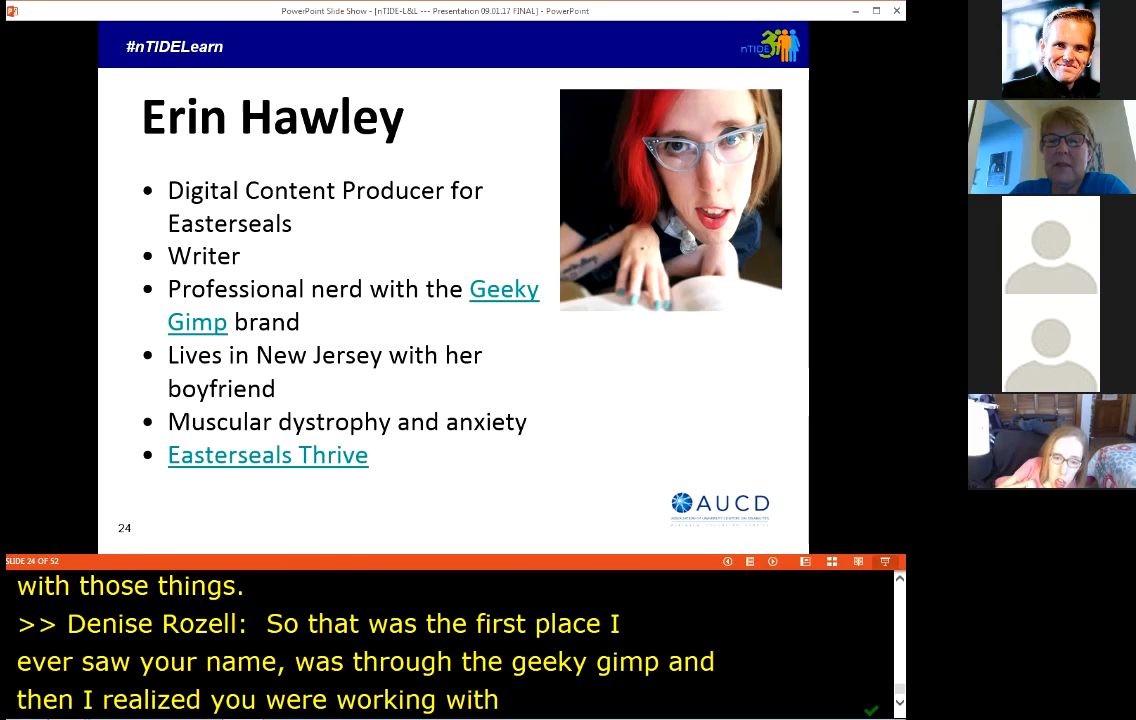 PowerPoint Slide Show - [nTIDE-L&L --- Presentation 09.01.17 FINAL] - PowerPoint
#nTIDELearn
nTIDE
Erin Hawley
• Digital Content Producer for
Easterseals
• Writer
• Professional nerd with the Geeky
Gimp brand
• Lives in New Jersey with her
boyfriend
• Muscular dystrophy and anxiety
• Easterseals Thrive
AUCD
24
SLIDE 24 OF 52
with those things.
>> Denise Rozell:  So that was the first place I
ever saw your name, was through the geeky gimp and
then I realized you were working with